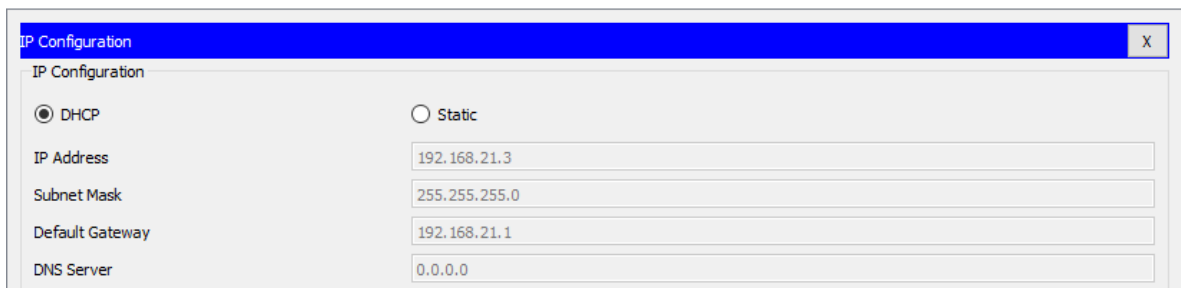 IP Configuration X
IP Configuration
DHCP Static
IP Address 192.168.21.3
Subnet Mask 255.255.255.0
Default Gateway 192.168.21.1
DNS Server 0.0.0.0